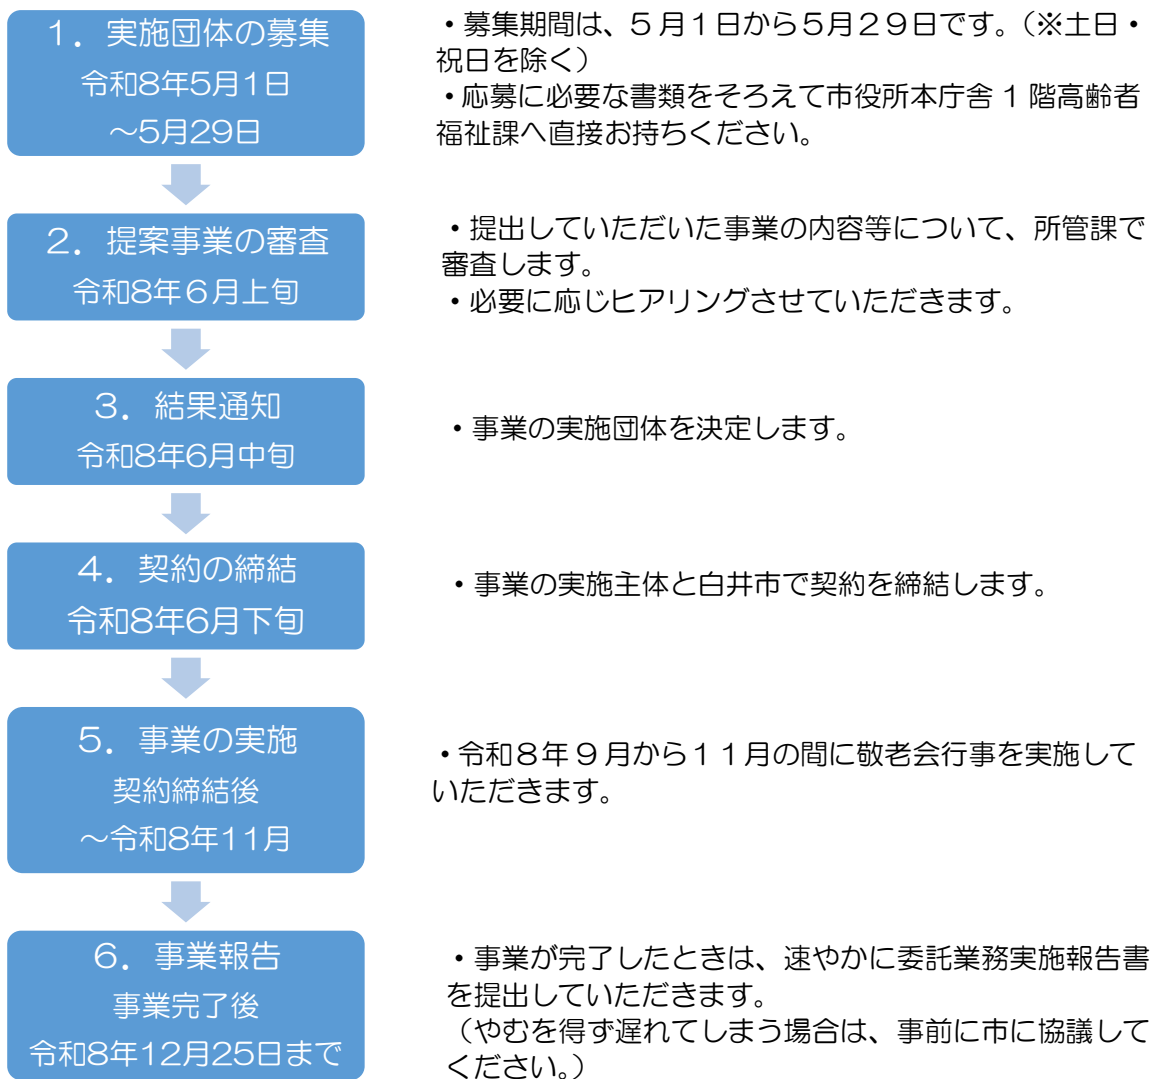 1．実施団体の募集
令和8年5月1日
～5月29日
・募集期間は、５月１日から５月２９日です。（※土日・
祝日を除く）
・応募に必要な書類をそろえて市役所本庁舎 1 階高齢者
福祉課へ直接お持ちください。
2．提案事業の審査
令和8年６月上旬
・提出していただいた事業の内容等について、所管課で
審査します。
・必要に応じヒアリングさせていただきます。
3．結果通知
令和8年6月中旬
・事業の実施団体を決定します。
4．契約の締結
令和8年6月下旬
・事業の実施主体と白井市で契約を締結します。
5．事業の実施
契約締結後
～令和8年11月
・令和８年９月から１１月の間に敬老会行事を実施して
いただきます。
6．事業報告
事業完了後
令和8年12月25日まで
・事業が完了したときは、速やかに委託業務実施報告書
を提出していただきます。
（やむを得ず遅れてしまう場合は、事前に市に協議して
ください。）